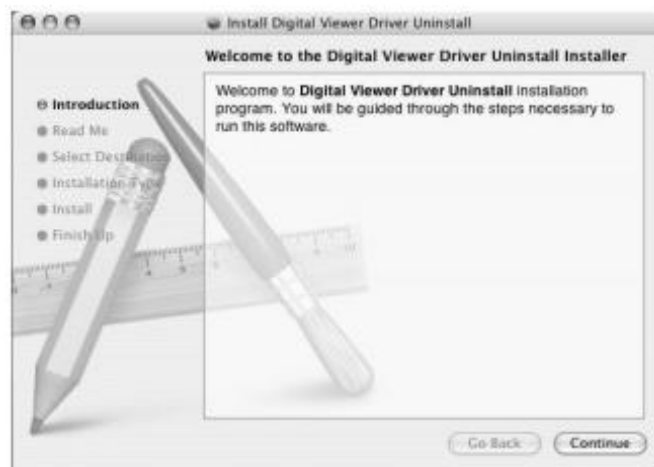 Install Digital Viewer Driver Uninstall
Welcome to the Digital Viewer Driver Uninstall Installer
Introduction
Read Me
Select Destination
Installation Type
Install
Finish Up
Welcome to Digital Viewer Driver Uninstall installation
program. You will be guided through the steps necessary to
run this software.
Go Back
Continue